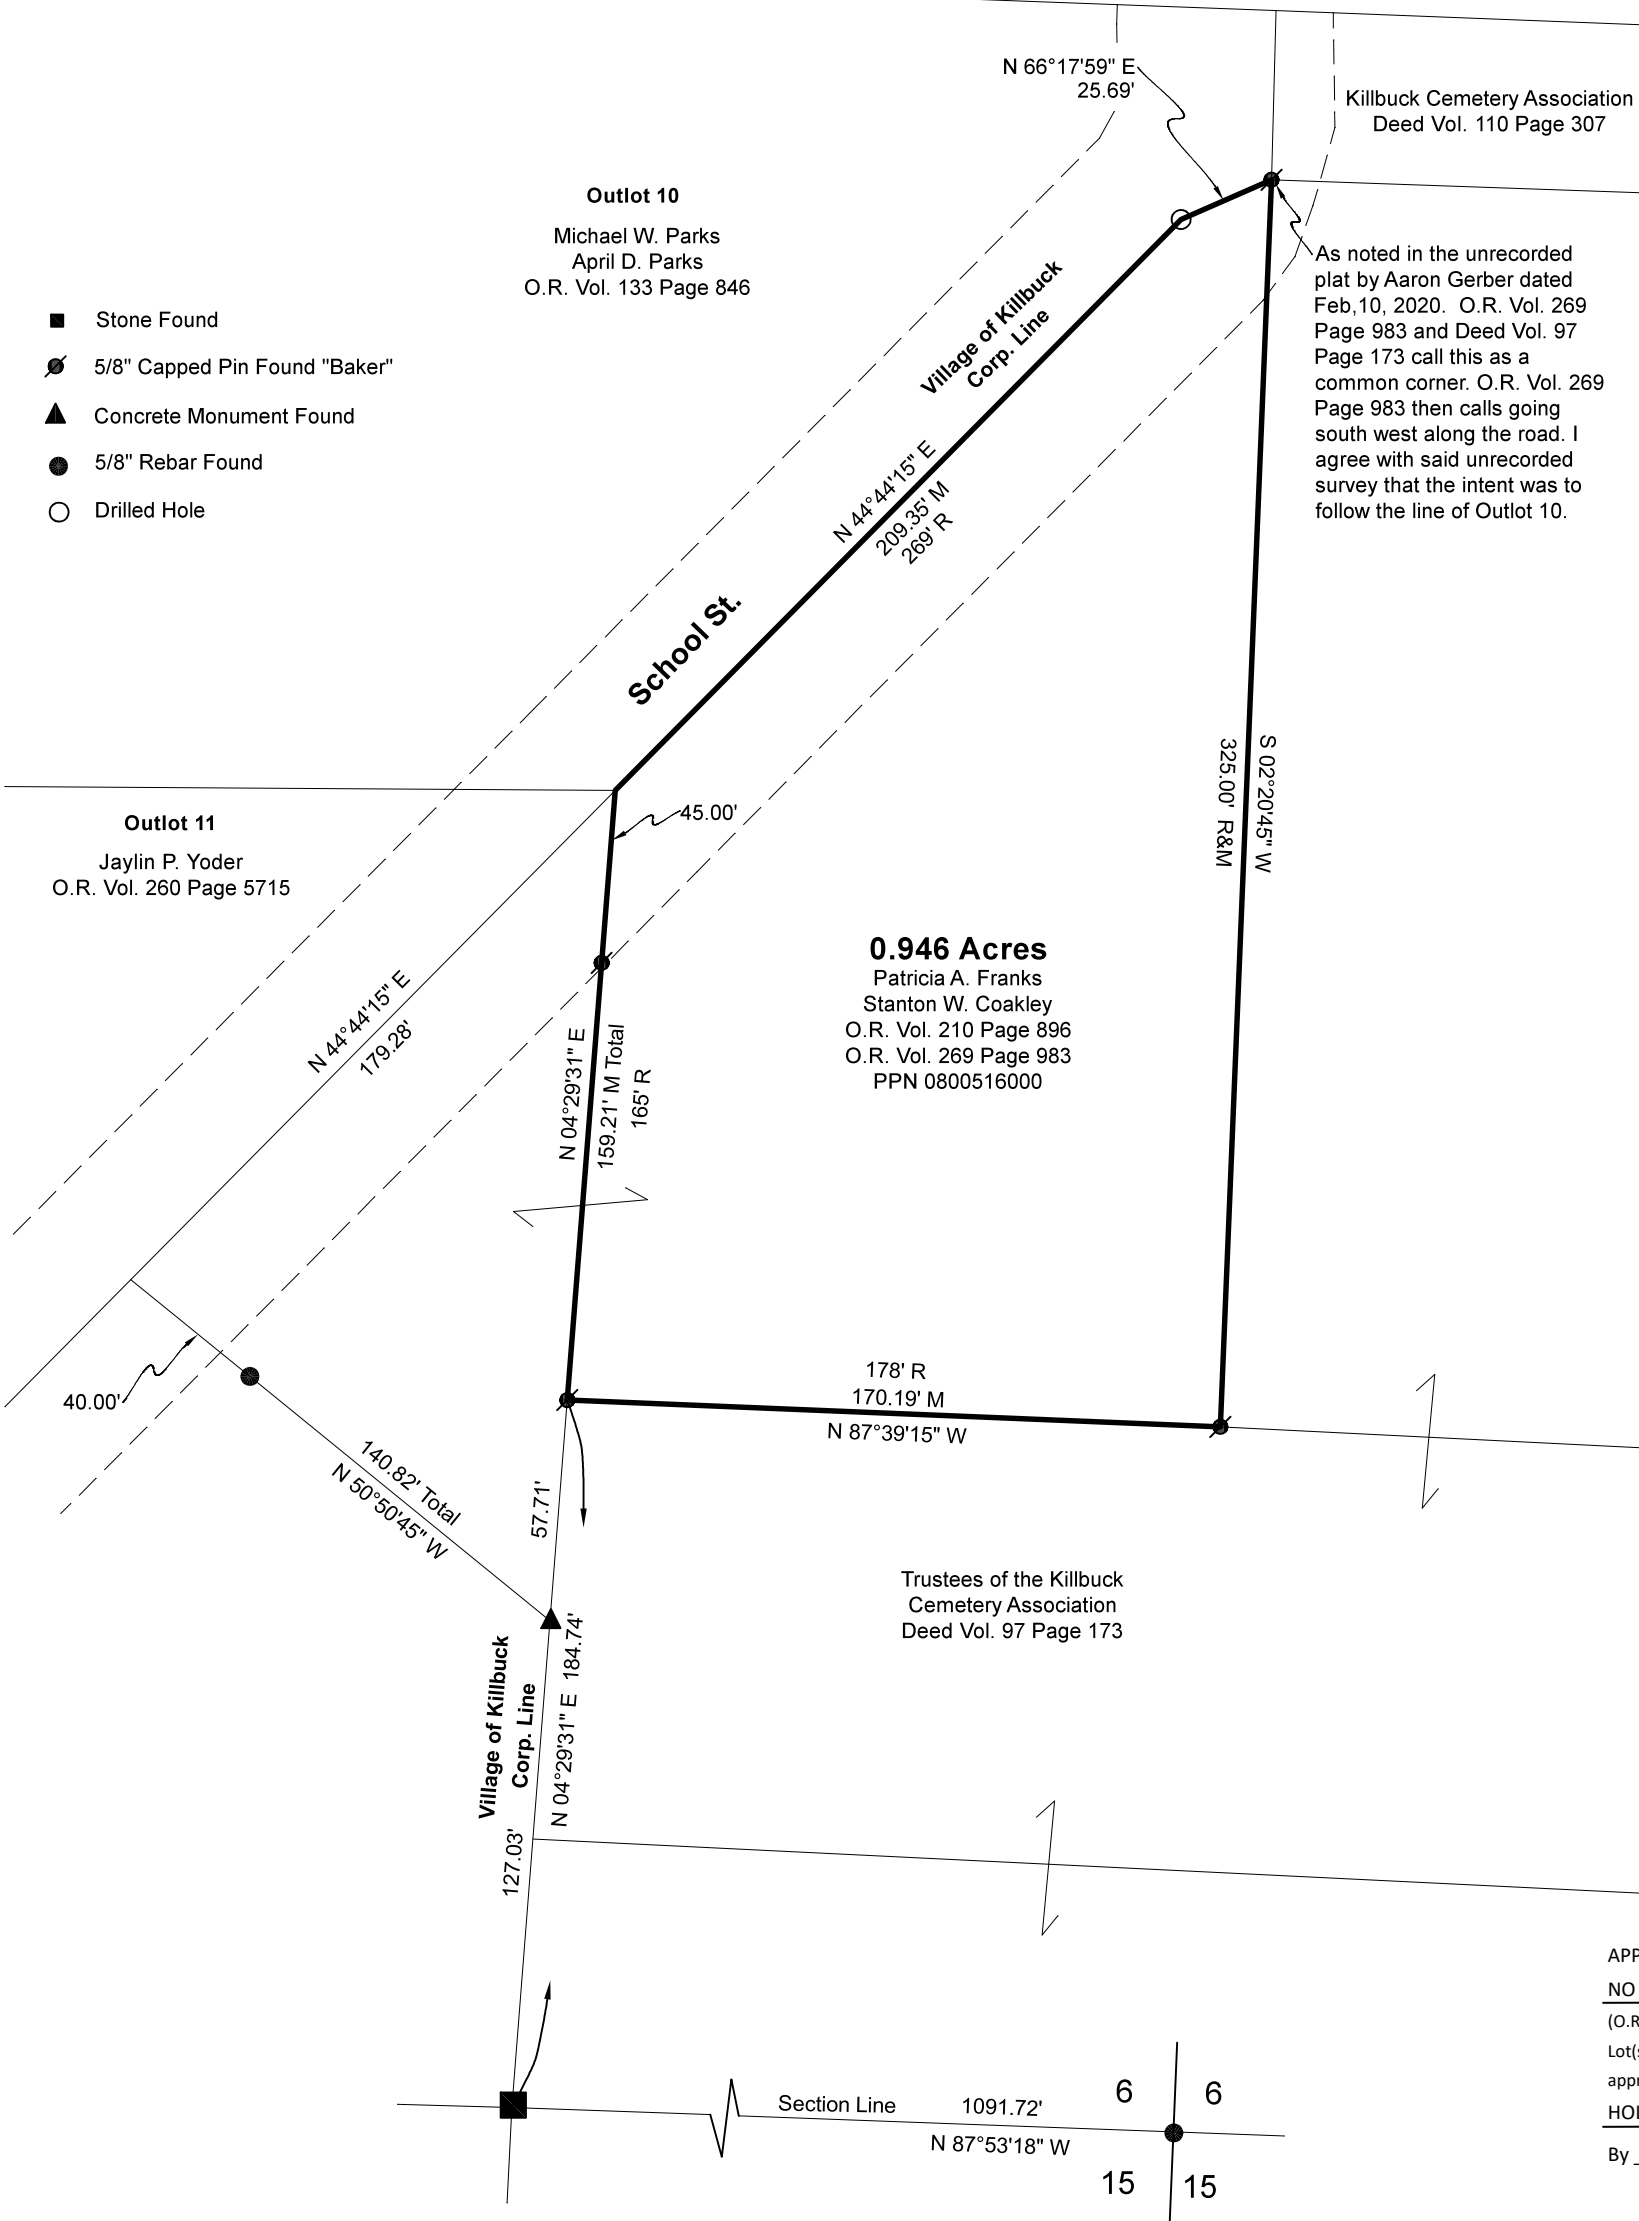 N 66°17'59" E
25.69'
Killbuck Cemetery Association
Deed Vol. 110 Page 307
Outlot 10
Michael W. Parks
April D. Parks
O.R. Vol. 133 Page 846
Stone Found
5/8" Capped Pin Found "Baker"
Concrete Monument Found
5/8" Rebar Found
Drilled Hole
Village of Killbuck
Corp. Line
As noted in the unrecorded
plat by Aaron Gerber dated
Feb,10, 2020. O.R. Vol. 269
Page 983 and Deed Vol. 97
Page 173 call this as a
common corner. O.R. Vol. 269
Page 983 then calls going
south west along the road. I
agree with said unrecorded
survey that the intent was to
follow the line of Outlot 10.
N 44°44'15" E
209.35' M
269' R
School St.
S 02°20'45" W
325.00' R&M
45.00'
Outlot 11
Jaylin P. Yoder
O.R. Vol. 260 Page 5715
N 44°44'15" E
179.28'
0.946 Acres
Patricia A. Franks
Stanton W. Coakley
O.R. Vol. 210 Page 896
O.R. Vol. 269 Page 983
PPN 0800516000
N 04°29'31" E
159.21' M Total
165' R
178' R
170.19' M
N 87°39'15" W
40.00'
140.82' Total
N 50°50'45" W
57.71'
Trustees of the Killbuck
Cemetery Association
Deed Vol. 97 Page 173
Village of Killbuck
Corp. Line
N 04°29'31" E 184.74'
127.03'
Section Line 1091.72'
N 87°53'18" W
6 6
15 15
APP
NO
(O.R
Lot(s
appr
HOL
By _